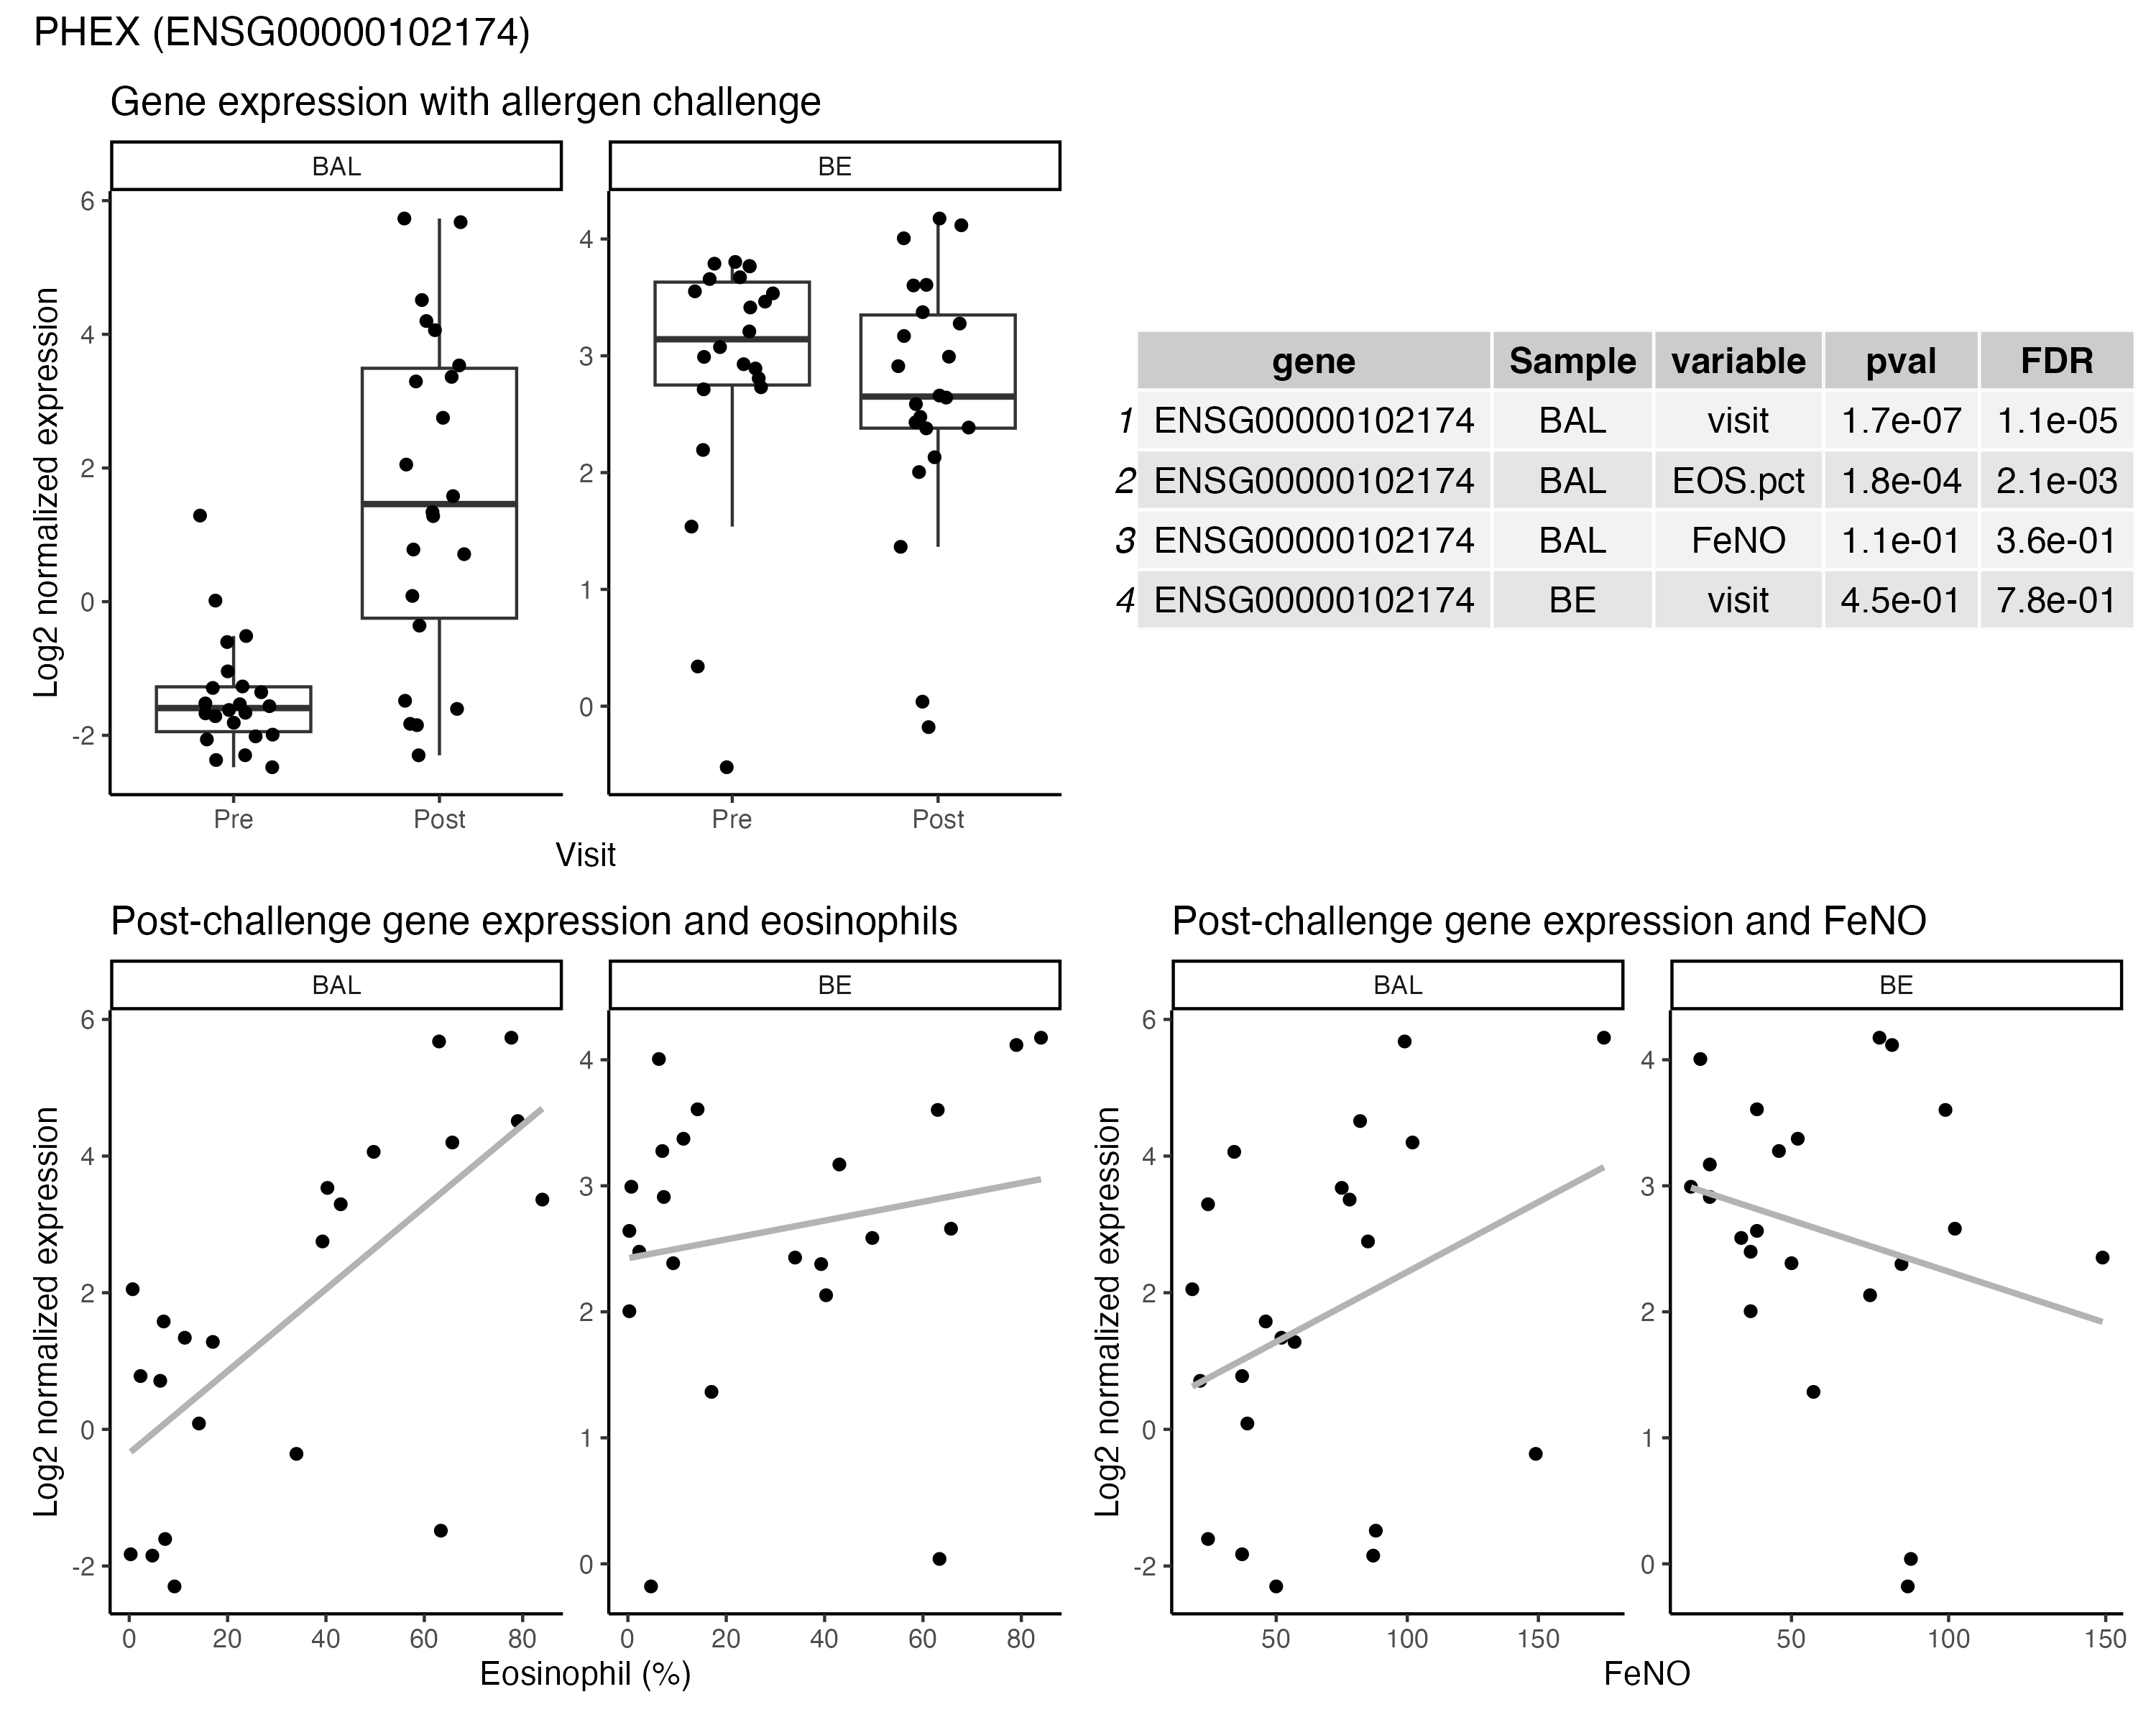 PHEX (ENSG00000102174)
Gene expression with allergen challenge
BAL
BE
Log2 normalized expression
6
4
2
0
-2
4
3
2
1
0
Pre
Post
Pre
Post
Visit
gene Sample variable pval FDR
1 ENSG00000102174 BAL visit 1.7e-07 1.1e-05
2 ENSG00000102174 BAL EOS.pct 1.8e-04 2.1e-03
3 ENSG00000102174 BAL FeNO 1.1e-01 3.6e-01
4 ENSG00000102174 BE visit 4.5e-01 7.8e-01
Post-challenge gene expression and eosinophils
BAL
BE
Log2 normalized expression
6
4
2
0
-2
4
3
2
1
0
0 20 40 60 80
0 20 40 60 80
Eosinophil (%)
Post-challenge gene expression and FeNO
BAL
BE
Log2 normalized expression
6
4
2
0
-2
4
3
2
1
0
50 100 150
50 100 150
FeNO